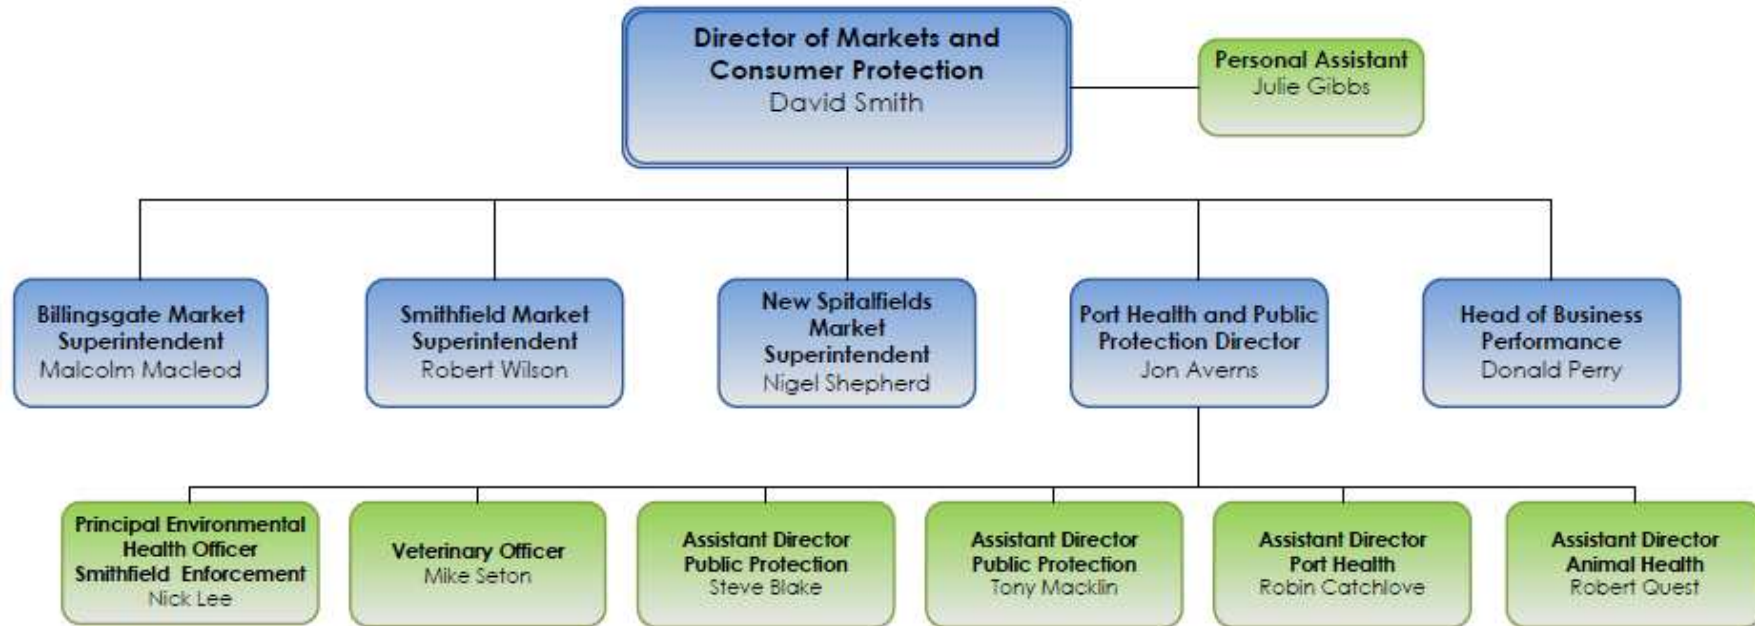 Director of Markets and
Consumer Protection
David Smith
Personal Assistant
Julie Gibbs
Billingsgate Market
Superintendent
Malcolm Macleod
Smithfield Market
Superintendent
Robert Wilson
New Spitalfields
Market
Superintendent
Nigel Shepherd
Port Health and Public
Protection Director
Jon Averns
Head of Business
Performance
Donald Perry
Principal Environmental
Health Officer
Smithfield Enforcement
Nick Lee
Veterinary Officer
Mike Seton
Assistant Director
Public Protection
Steve Blake
Assistant Director
Public Protection
Tony Macklin
Assistant Director
Port Health
Robin Catchlove
Assistant Director
Animal Health
Robert Quest